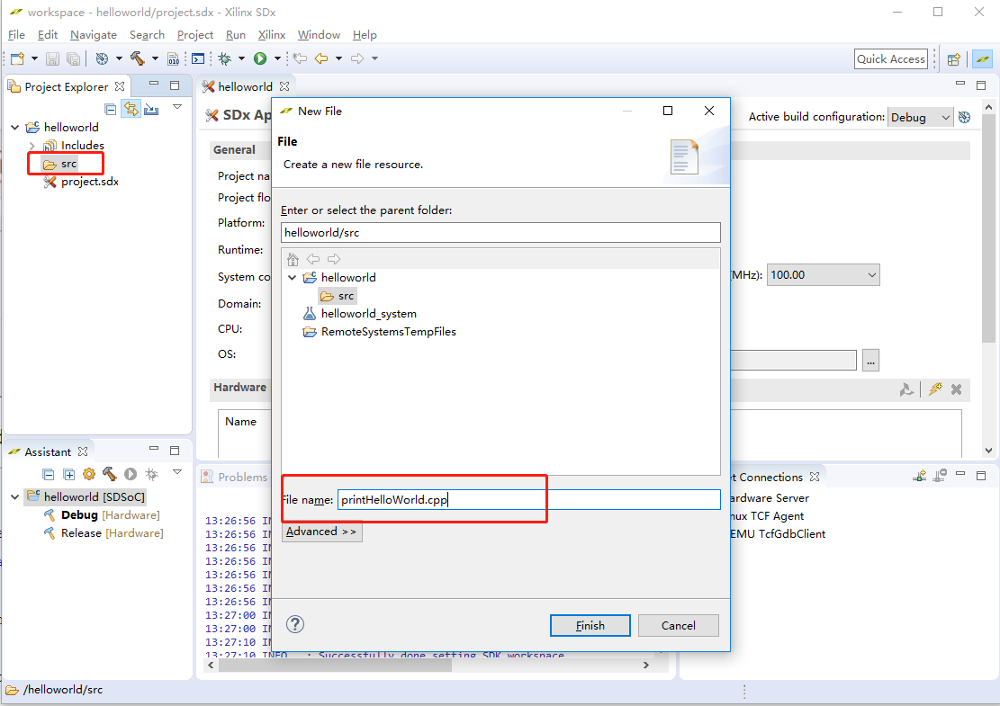 workspace - helloworld/project.sdx - Xilinx SDx
File Edit Navigate Search Project Run Xilinx Window Help
Quick Access
Project Explorer
helloworld
Includes
src
project.sdx
helloworld
SDx Ap
Active build configuration: Debug
General
Project na
Project flo
Platform:
Runtime:
System co
(MHz): 100.00
Domain:
CPU:
OS:
...
Hardware
Name
New File
File
Create a new file resource.
Enter or select the parent folder:
helloworld/src
helloworld
src
helloworld_system
RemoteSystemsTempFiles
File name: printHelloWorld.cpp
Advanced >>
?
Finish
Cancel
Assistant
helloworld [SDSoC]
Debug [Hardware]
Release [Hardware]
Problems
13:26:56 IN
13:26:56 IN
13:26:56 IN
13:26:56 IN
13:26:56 IN
13:26:56 IN
13:26:56 IN
13:27:00 IN
13:27:00 IN
13:27:10 IN
13:27:10 INFO : Successfully done setting SDK workspace
et Connections
ardware Server
nux TCF Agent
EMU TcfGdbClient
/helloworld/src